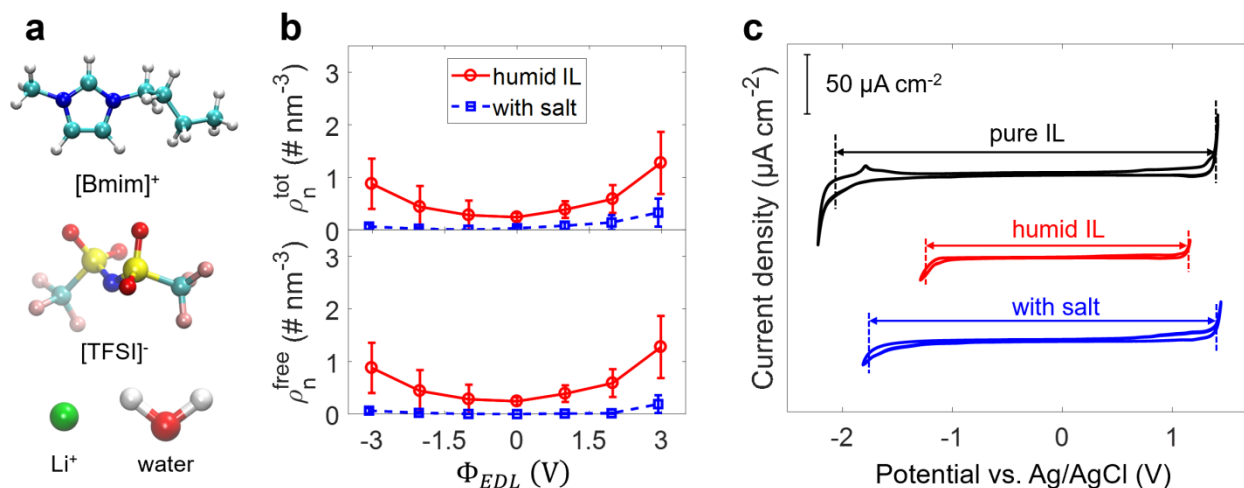 a
[Bmim]+
[TFSI]-
Li+
water
b
3
2
1
0
ρ_n^tot (# nm-3)
humid IL
with salt
3
2
1
0
ρ_n^free (# nm-3)
-3 -1.5 0 1.5 3
Φ_EDL (V)
c
50 μA cm-2
pure IL
humid IL
with salt
Current density (μA cm-2)
-2 -1 0 1
Potential vs. Ag/AgCl (V)